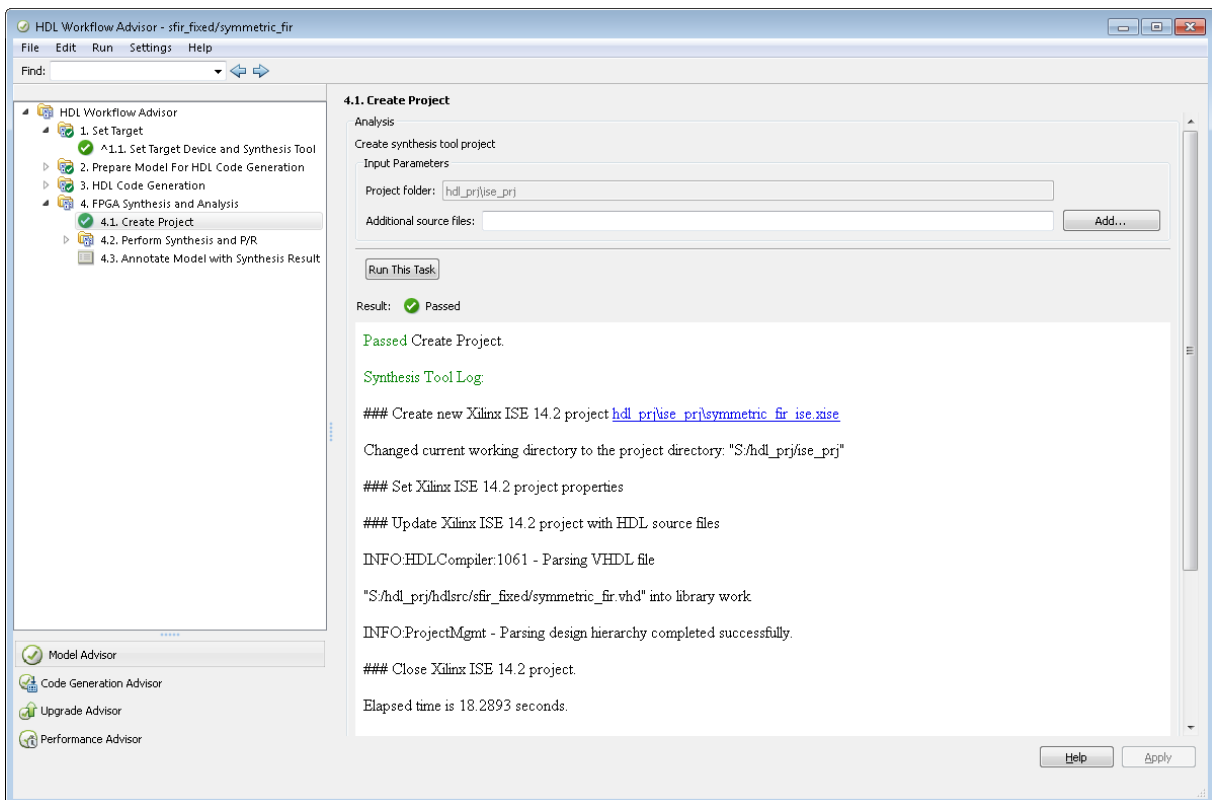 HDL Workflow Advisor - sfir_fixed/symmetric_fir
File Edit Run Settings Help
Find:
HDL Workflow Advisor
1. Set Target
^1.1. Set Target Device and Synthesis Tool
2. Prepare Model For HDL Code Generation
3. HDL Code Generation
4. FPGA Synthesis and Analysis
4.1. Create Project
4.2. Perform Synthesis and P/R
4.3. Annotate Model with Synthesis Result
Model Advisor
Code Generation Advisor
Upgrade Advisor
Performance Advisor
4.1. Create Project
Analysis
Create synthesis tool project
Input Parameters
Project folder: hdl_prj\ise_prj
Additional source files: Add...
Run This Task
Result: Passed
Passed Create Project.
Synthesis Tool Log:
### Create new Xilinx ISE 14.2 project hdl_prj\ise_prj\symmetric_fir_ise.xise
Changed current working directory to the project directory: "S:/hdl_prj/ise_prj"
### Set Xilinx ISE 14.2 project properties
### Update Xilinx ISE 14.2 project with HDL source files
INFO:HDLCompiler:1061 - Parsing VHDL file
"S:/hdl_prj/hdlsrc/sfir_fixed/symmetric_fir.vhd" into library work
INFO:ProjectMgmt - Parsing design hierarchy completed successfully.
### Close Xilinx ISE 14.2 project.
Elapsed time is 18.2893 seconds.
Help Apply